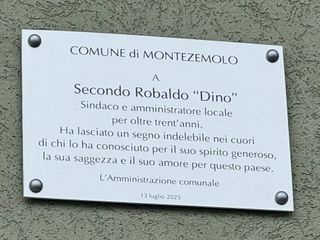 COMUNE di MONTEZEMOLO
A
Secondo Robaldo “Dino”
Sindaco e amministratore locale
per oltre trent’anni.
Ha lasciato un segno indelebile nei cuori
di chi lo ha conosciuto per il suo spirito generoso,
la sua saggezza e il suo amore per questo paese.
L’Amministrazione comunale
13 luglio 2025